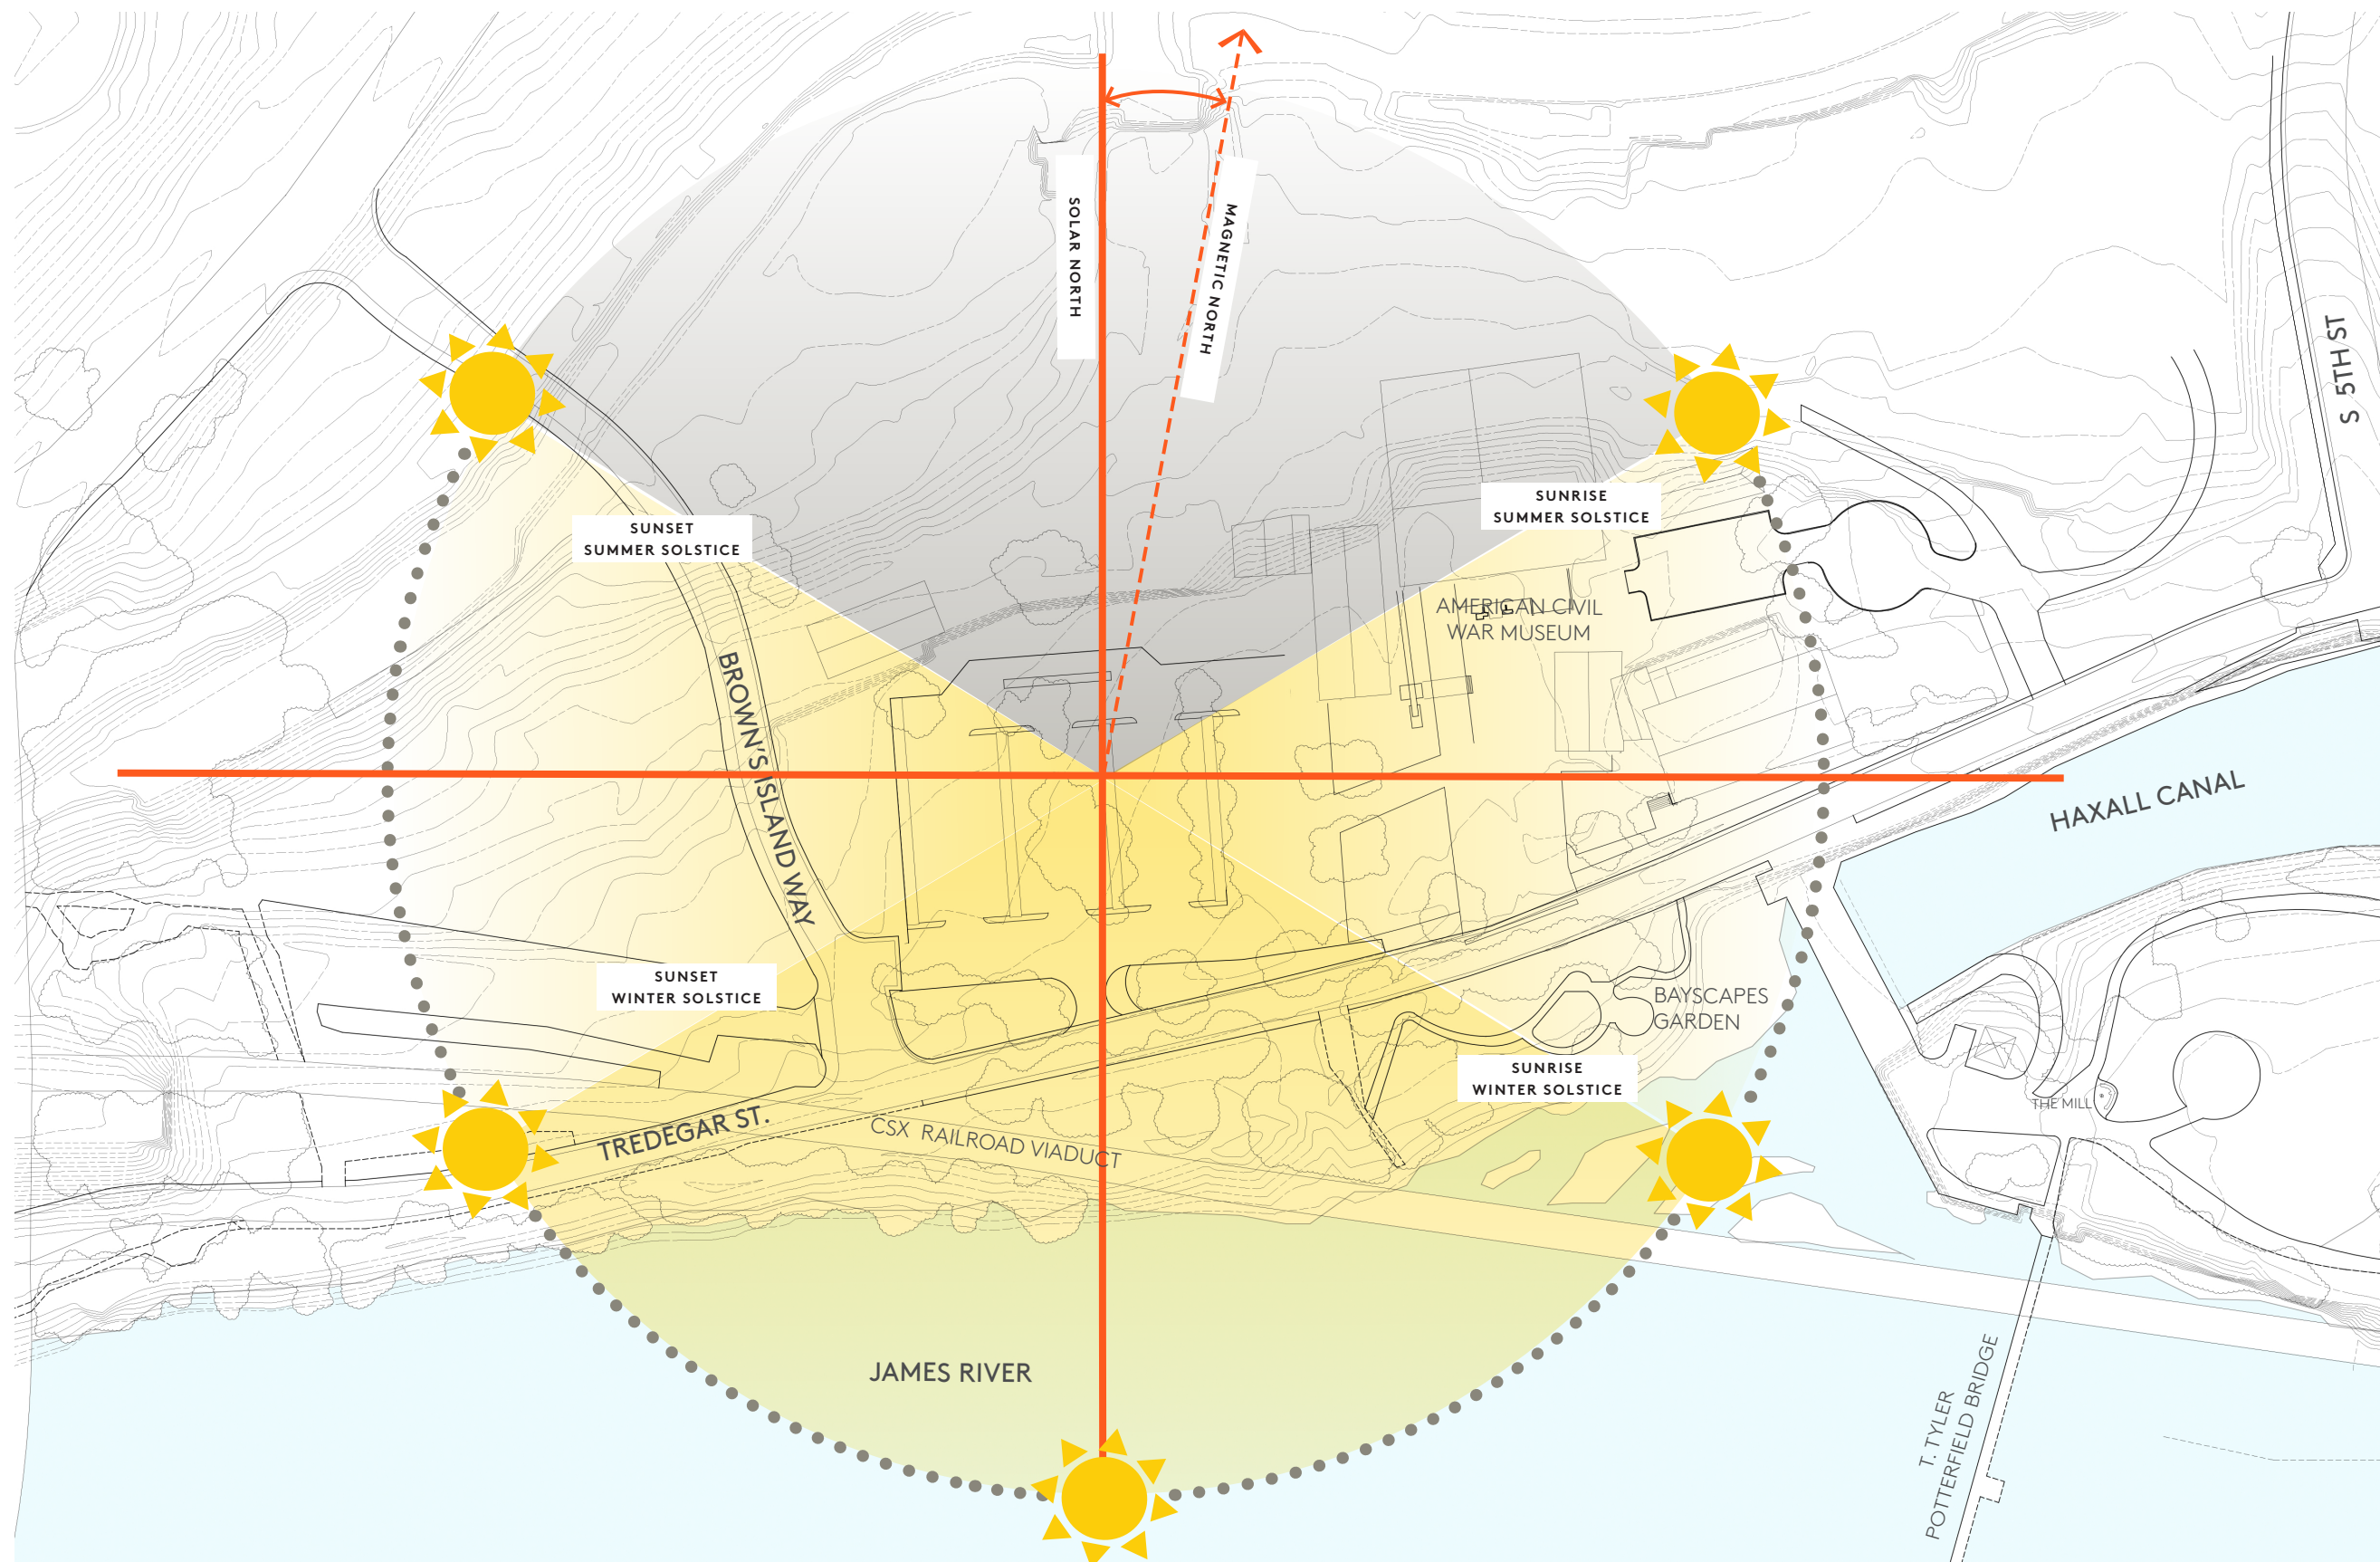 SOLAR NORTH
MAGNETIC NORTH
S 5TH ST
SUNRISE
SUMMER SOLSTICE
SUNSET
SUMMER SOLSTICE
AMERICAN CIVIL
WAR MUSEUM
BROWN'S ISLAND WAY
HAXALL CANAL
SUNSET
WINTER SOLSTICE
BAYSCAPES
GARDEN
SUNRISE
WINTER SOLSTICE
THE MILL
TREDEGAR ST.
CSX RAILROAD VIADUCT
JAMES RIVER
T. TYLER
POTTERFIELD BRIDGE